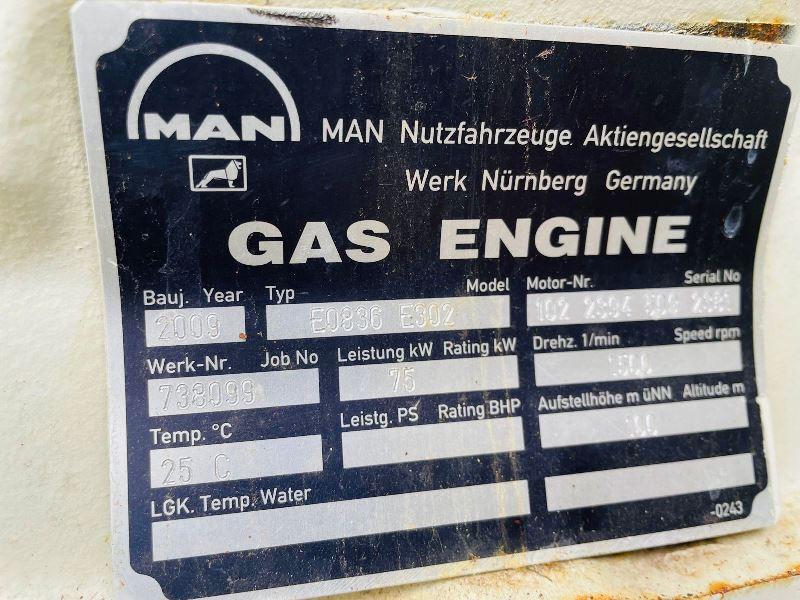 MAN
MAN Nutzfahrzeuge Aktiengesellschaft
Werk Nürnberg Germany
GAS ENGINE
Bauj. Year Typ Model Motor-Nr. Serial No
2009 E0836 E302 102
Werk-Nr. Job No Leistung kW Rating kW Drehz. 1/min Speed rpm
738099 75 1500
Temp. °C Leistg. PS Rating BHP Aufstellhöhe m üNN Altitude m
25 C 100
LGK. Temp. Water
-0243